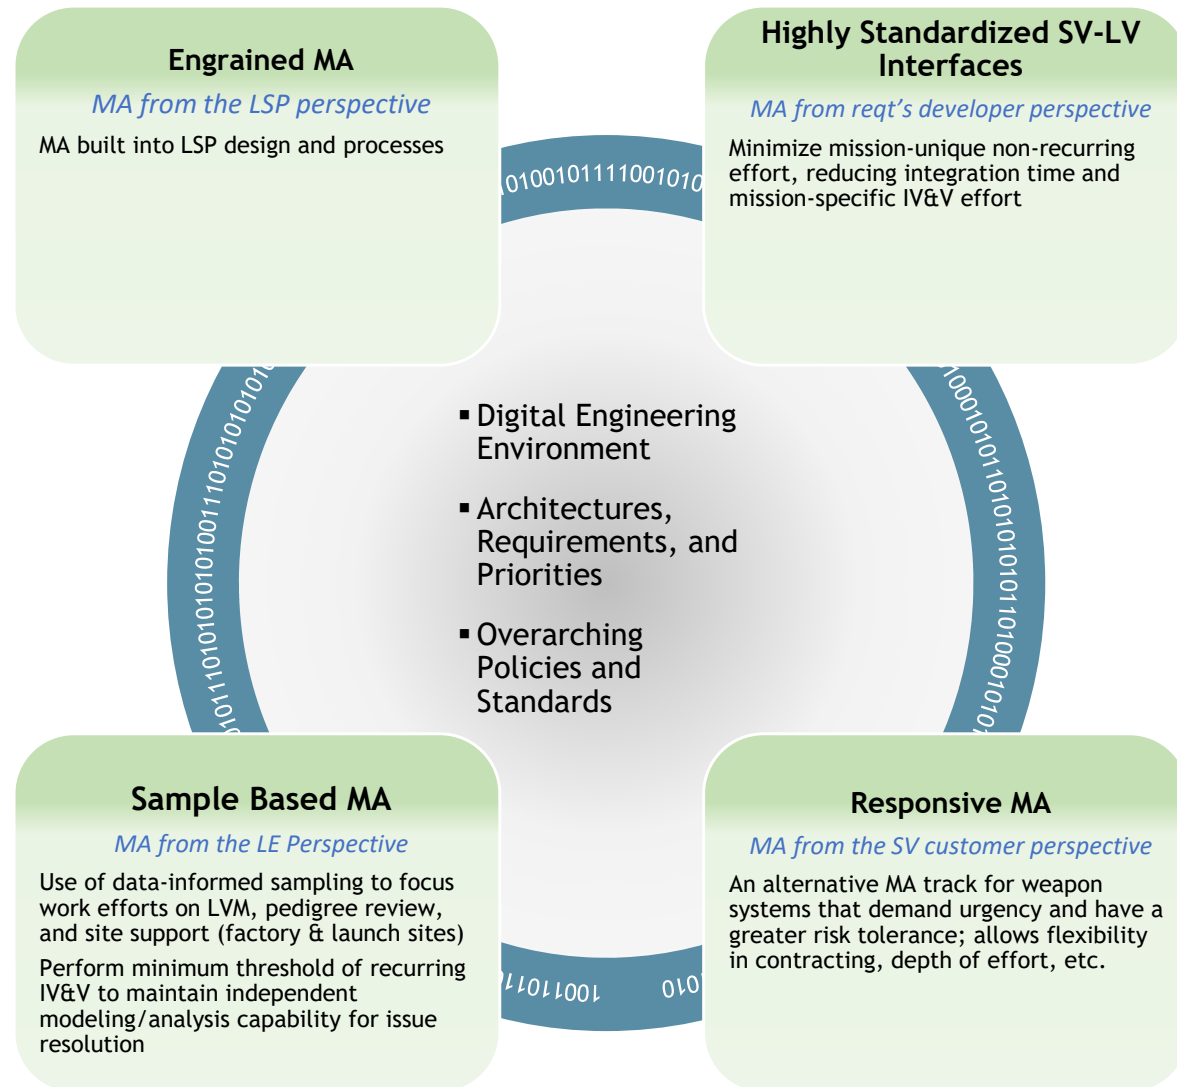 Engrained MA
MA from the LSP perspective
MA built into LSP design and processes
Highly Standardized SV-LV
Interfaces
MA from reqt's developer perspective
Minimize mission-unique non-recurring
effort, reducing integration time and
mission-specific IV&V effort
▪ Digital Engineering
Environment
▪ Architectures,
Requirements, and
Priorities
▪ Overarching
Policies and
Standards
Sample Based MA
MA from the LE Perspective
Use of data-informed sampling to focus
work efforts on LVM, pedigree review,
and site support (factory & launch sites)
Perform minimum threshold of recurring
IV&V to maintain independent
modeling/analysis capability for issue
resolution
Responsive MA
MA from the SV customer perspective
An alternative MA track for weapon
systems that demand urgency and have a
greater risk tolerance; allows flexibility
in contracting, depth of effort, etc.